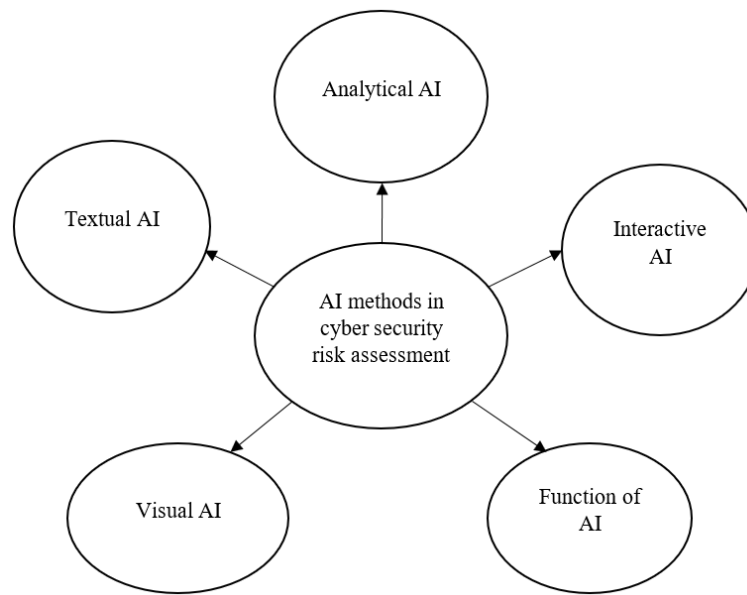 Analytical AI
Textual AI
Interactive
AI
AI methods in
cyber security
risk assessment
Visual AI
Function of
AI